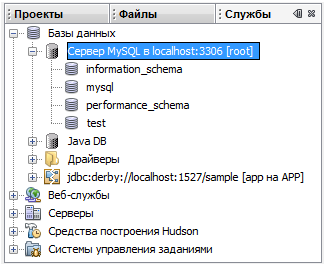 Проекты Файлы Службы
Базы данных
Сервер MySQL в localhost:3306 [root]
information_schema
mysql
performance_schema
test
Java DB
Драйверы
jdbc:derby://localhost:1527/sample [app на APP]
Веб-службы
Серверы
Средства построения Hudson
Системы управления заданиями